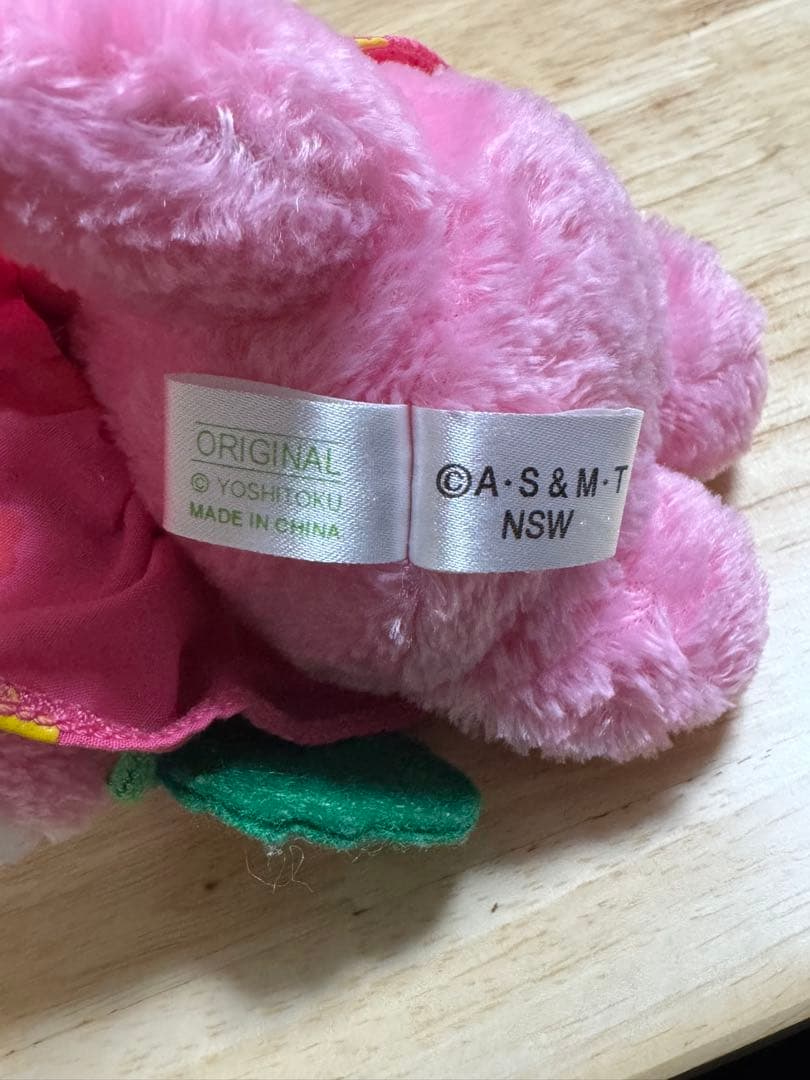 ORIGINAL
© YOSHITOKU
MADE IN CHINA
©A·S & M·T
NSW